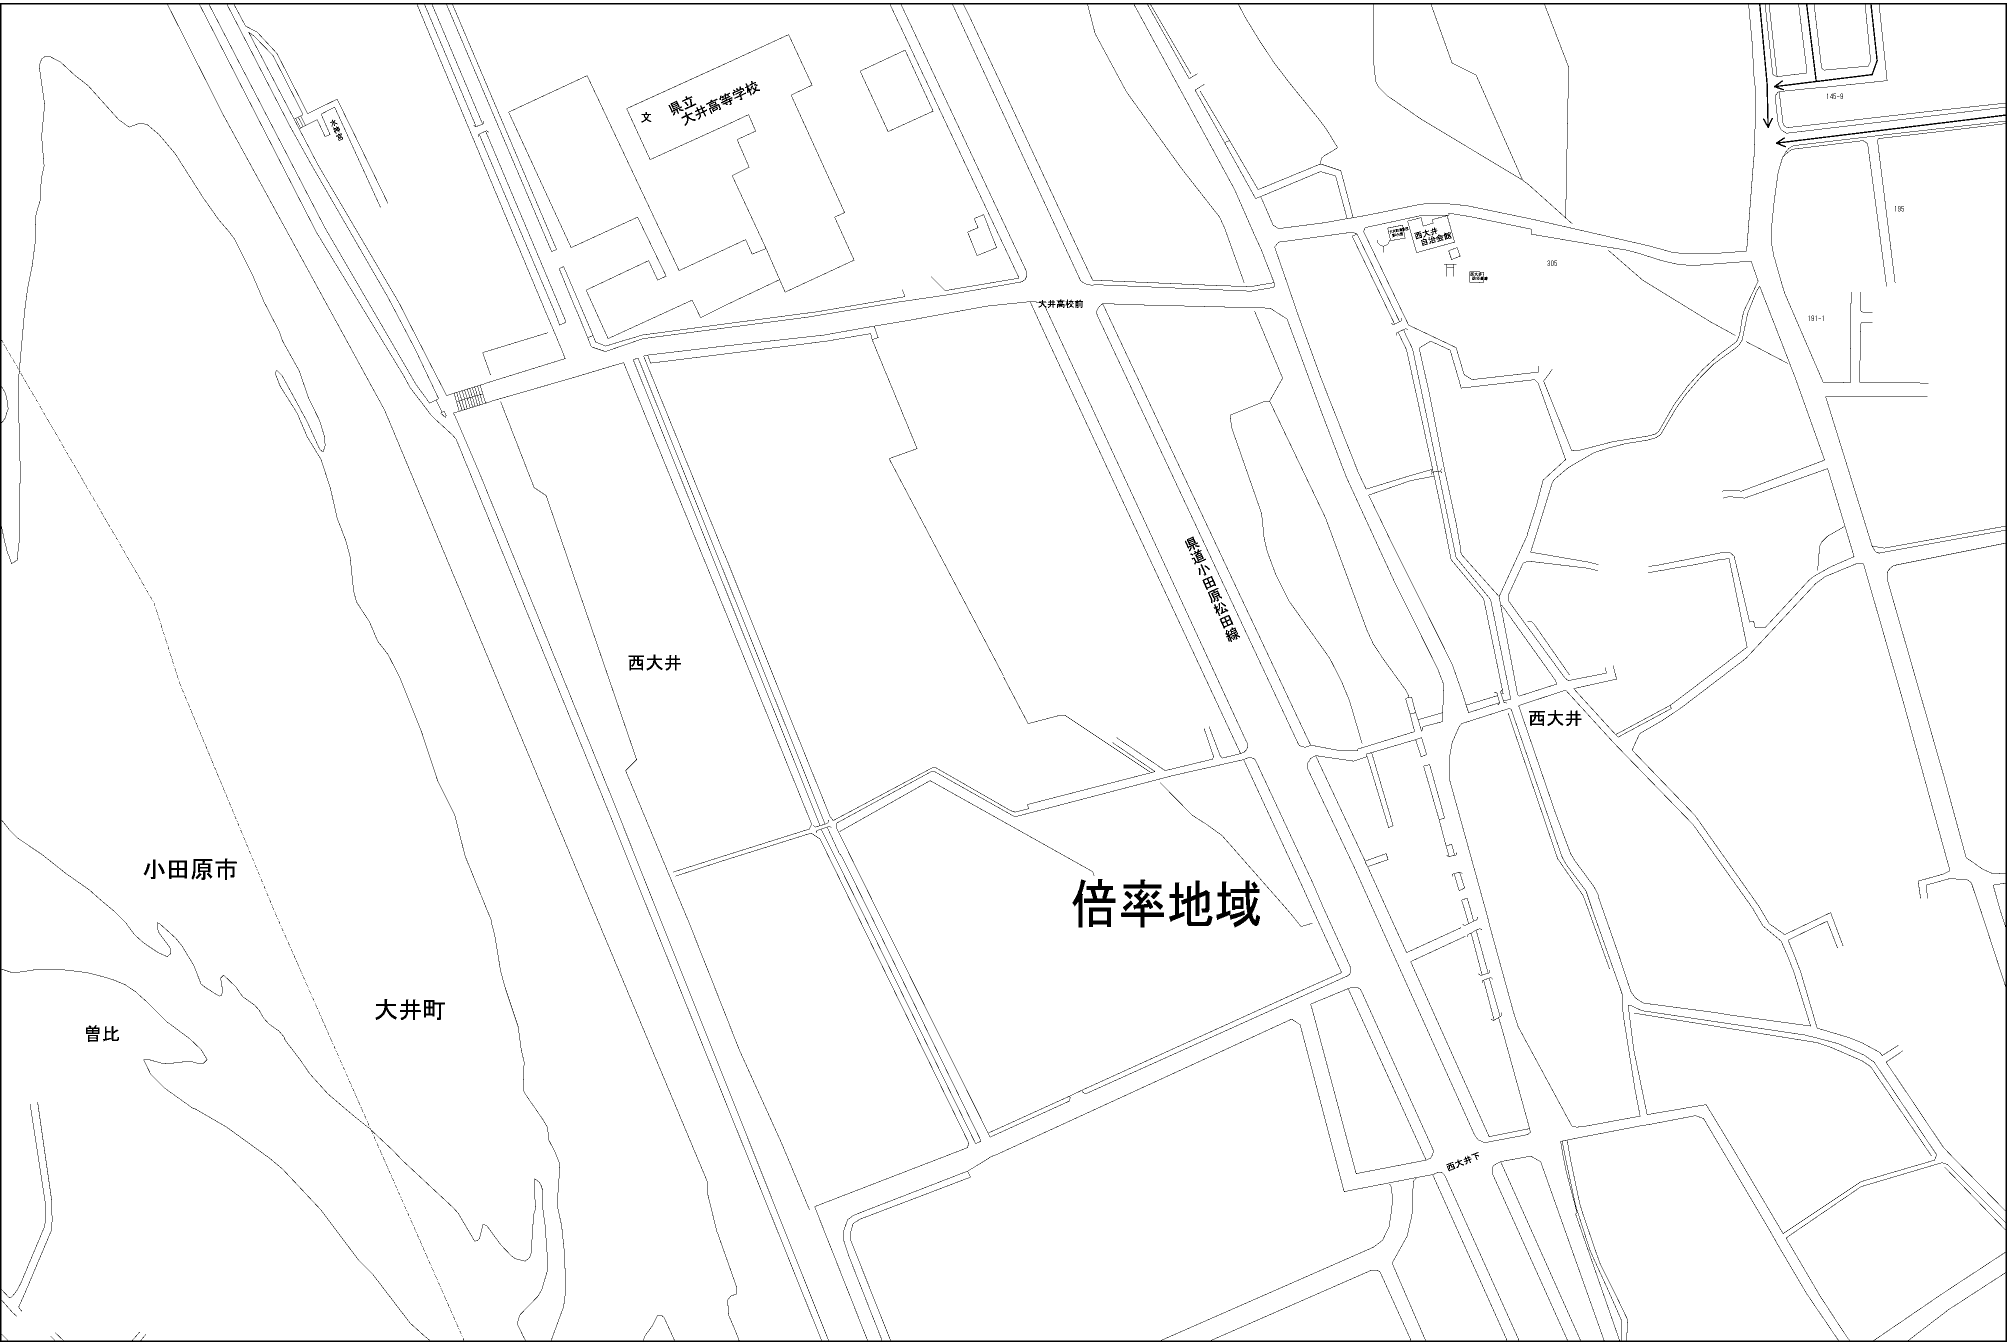 145-9
県立
大井高等学校
文
195
西大井
自治会館
305
大井高校前
191-1
県道小田原松田線
西大井
西大井
小田原市
倍率地域
大井町
曽比
西大井下